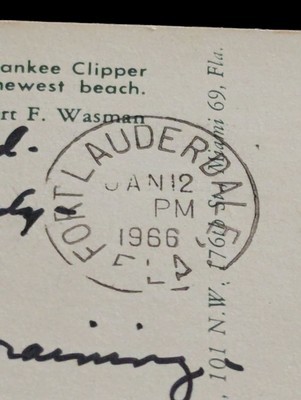 ankee Clipper
newest beach.
rt F. Wasman
d.
FORT LAUDERDALE
JAN 12
PM
1966
FLA
raining
101 N.W. 176th St. Miami 69, Fla.